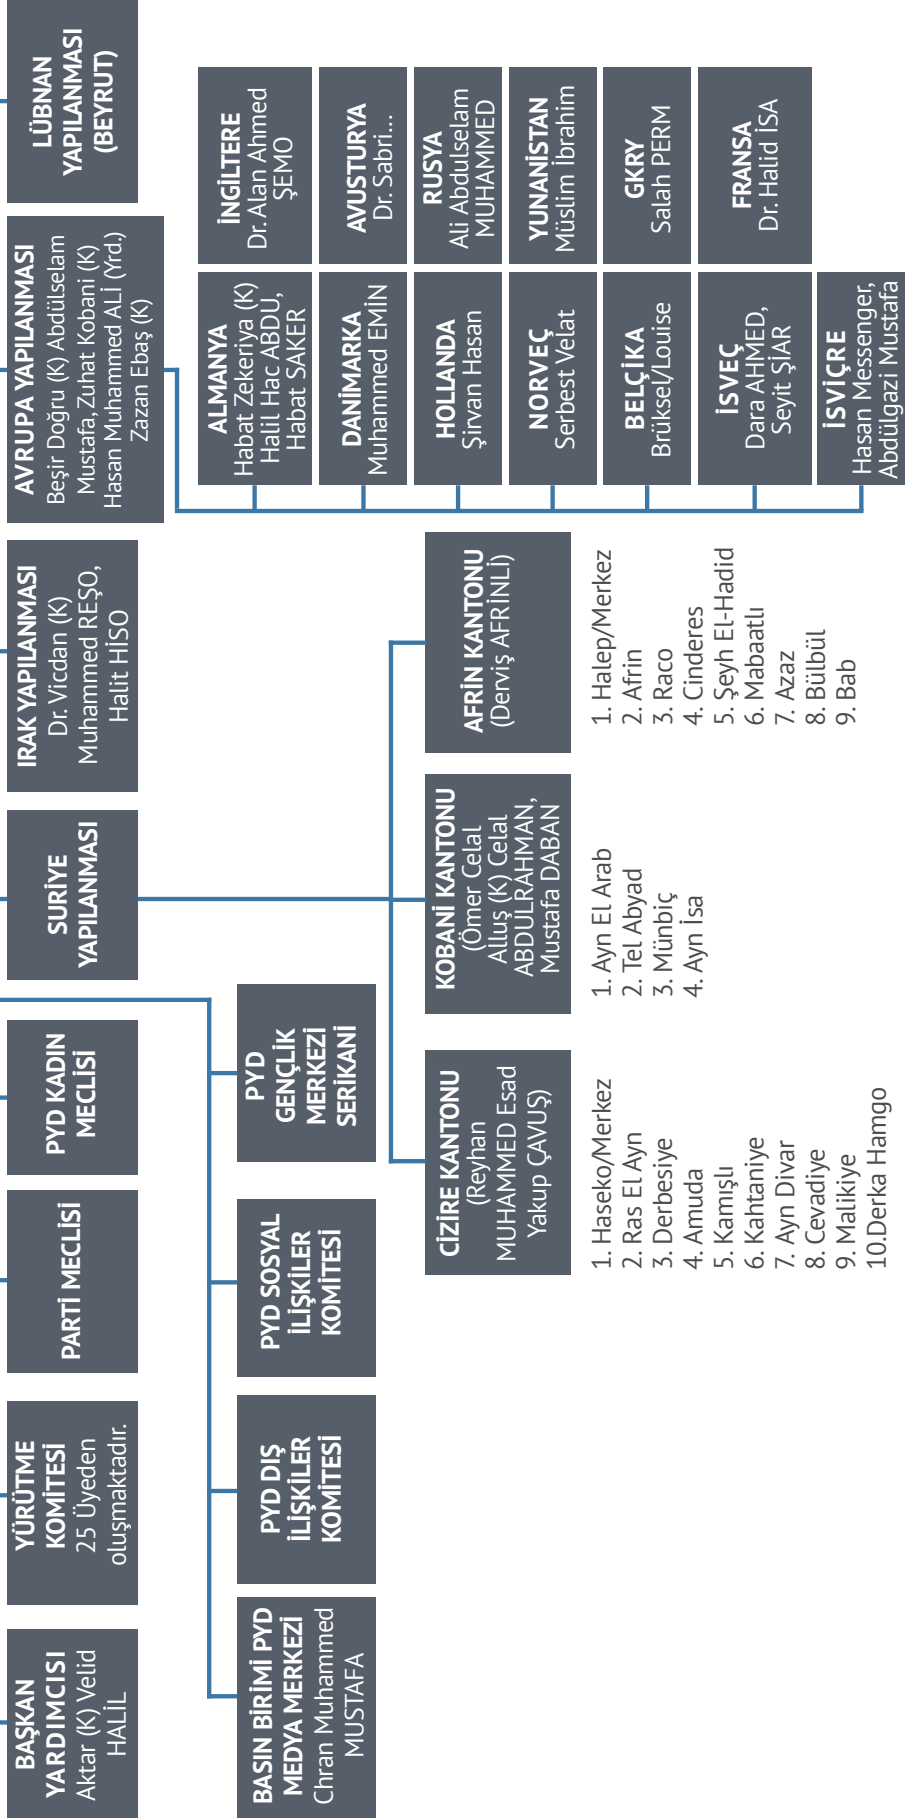 BAŞKAN
YARDIMCISI
Aktar (K) Velid
HALİL
YÜRÜTME
KOMİTESİ
25 Üyeden
oluşmaktadır.
PARTİ MECLİSİ
PYD KADIN
MECLİSİ
SURİYE
YAPILANMASI
IRAK YAPILANMASI
Dr. Vicdan (K)
Muhammed REŞO,
Halit HİSO
AVRUPA YAPILANMASI
Beşir Doğru (K) Abdülselam
Mustafa, Zuhat Kobani (K)
Hasan Muhammed ALİ (Yrd.)
Zazan Ebaş (K)
LÜBNAN
YAPILANMASI
(BEYRUT)
BASIN BİRİMİ PYD
MEDYA MERKEZİ
Chran Muhammed
MUSTAFA
PYD DIŞ
İLİŞKİLER
KOMİTESİ
PYD SOSYAL
İLİŞKİLER
KOMİTESİ
PYD
GENÇLİK
MERKEZİ
SERİKANİ
CİZİRE KANTONU
(Reyhan
MUHAMMED Esad
Yakup ÇAVUŞ)
1. Haseko/Merkez
2. Ras El Ayn
3. Derbesiye
4. Amuda
5. Kamışlı
6. Kahtaniye
7. Ayn Divar
8. Cevadiye
9. Malikiye
10.Derka Hamgo
KOBANİ KANTONU
(Ömer Celal
Alluş (K) Celal
ABDULRAHMAN,
Mustafa DABAN
1. Ayn El Arab
2. Tel Abyad
3. Münbiç
4. Ayn İsa
AFRİN KANTONU
(Derviş AFRİNLİ)
1. Halep/Merkez
2. Afrin
3. Raco
4. Cinderes
5. Şeyh El-Hadid
6. Mabaatlı
7. Azaz
8. Bülbül
9. Bab
ALMANYA
Habat Zekeriya (K)
Halil Hac ABDU,
Habat SAKER
İNGİLTERE
Dr. Alan Ahmed
ŞEMO
DANİMARKA
Muhammed EMİN
AVUSTURYA
Dr. Sabri...
HOLLANDA
Şirvan Hasan
RUSYA
Ali Abdulselam
MUHAMMED
NORVEÇ
Serbest Velat
YUNANİSTAN
Müslim İbrahim
BELÇİKA
Brüksel/Louise
GKRY
Salah PERM
İSVEÇ
Dara AHMED,
Seyit ŞİAR
FRANSA
Dr. Halid İSA
İSVİÇRE
Hasan Messenger,
Abdülgazi Mustafa